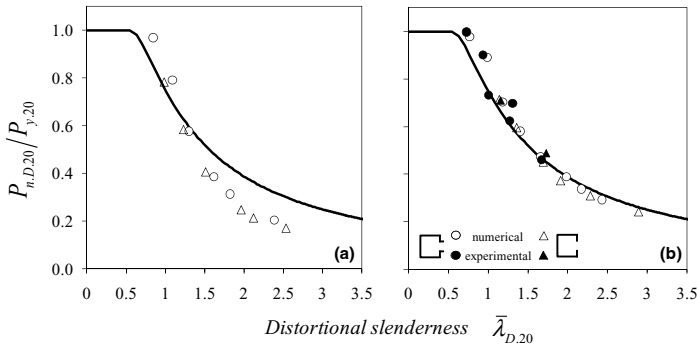 P_{n.D.20}/P_{y.20}
1.0
0.8
0.6
0.4
0.2
0.0
(a)
0 0.5 1 1.5 2 2.5 3 3.5
numerical
experimental
(b)
0 0.5 1 1.5 2 2.5 3 3.5
Distortional slenderness λ̄_{D.20}